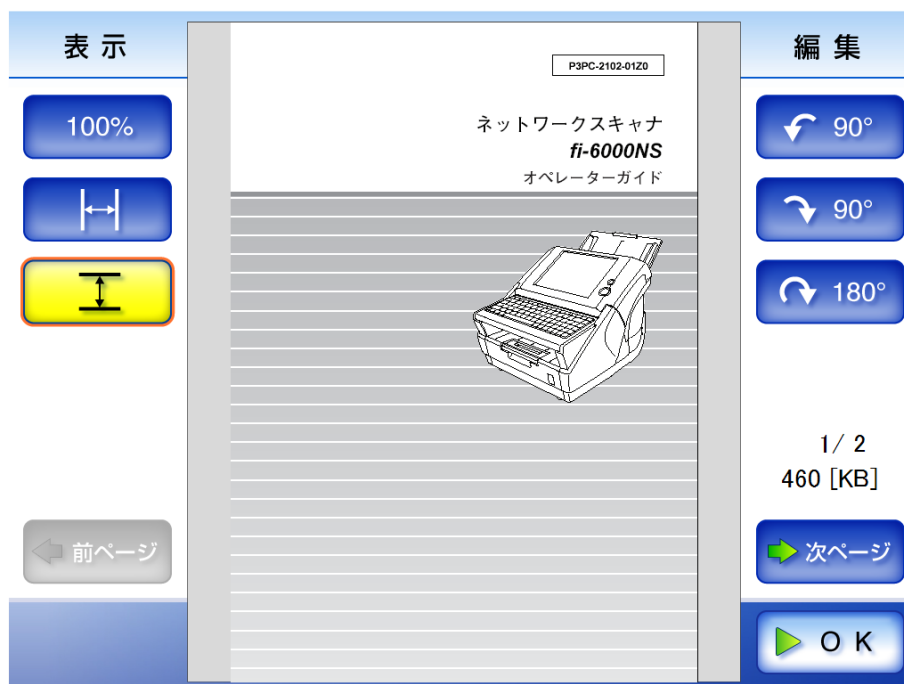 表 示
100%
前ページ
P3PC-2102-01Z0
ネットワークスキャナ
fi-6000NS
オペレーターガイド
編 集
90°
90°
180°
1/ 2
460 [KB]
次ページ
O K